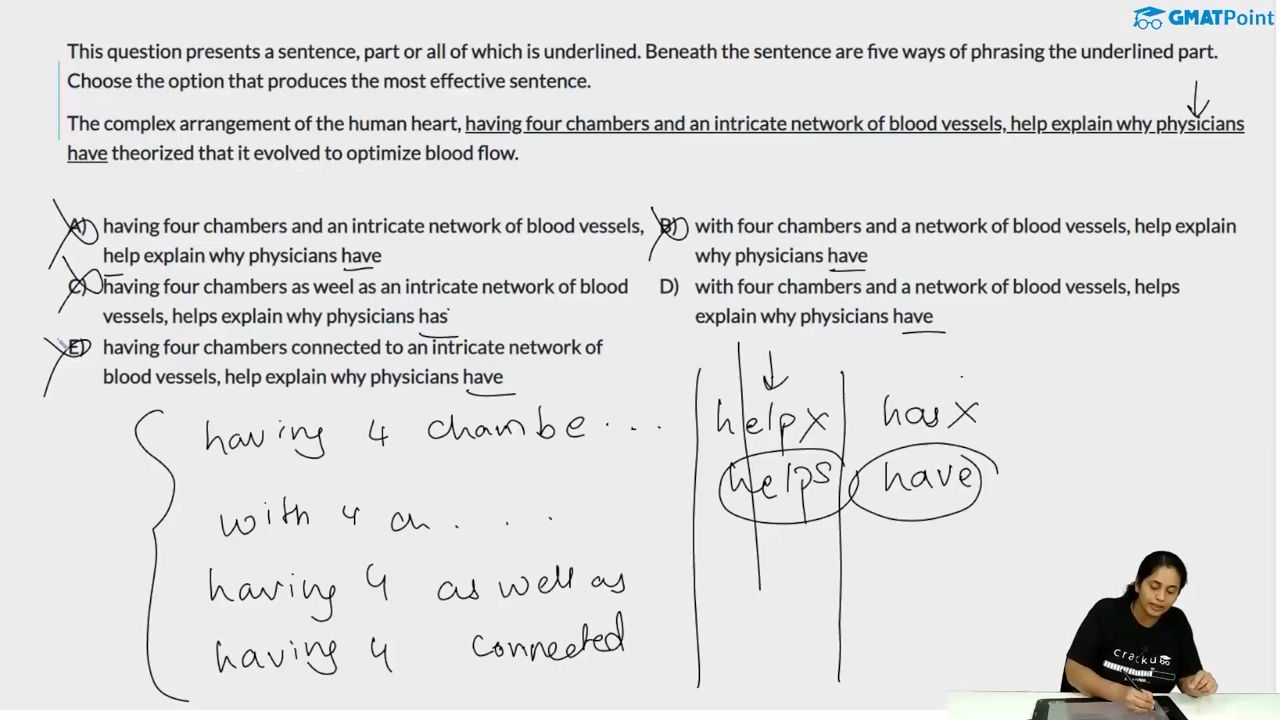 GMATPoint
This question presents a sentence, part or all of which is underlined. Beneath the sentence are five ways of phrasing the underlined part.
Choose the option that produces the most effective sentence.
The complex arrangement of the human heart, having four chambers and an intricate network of blood vessels, help explain why physicians
have theorized that it evolved to optimize blood flow.
A) having four chambers and an intricate network of blood vessels,
help explain why physicians have
B) with four chambers and a network of blood vessels, help explain
why physicians have
C) having four chambers as weel as an intricate network of blood
vessels, helps explain why physicians has
D) with four chambers and a network of blood vessels, helps
explain why physicians have
E) having four chambers connected to an intricate network of
blood vessels, help explain why physicians have
having 4 chambe...
with 4 ch...
having 4 as well as
having 4 connected
help x
helps
has x
have
cracku